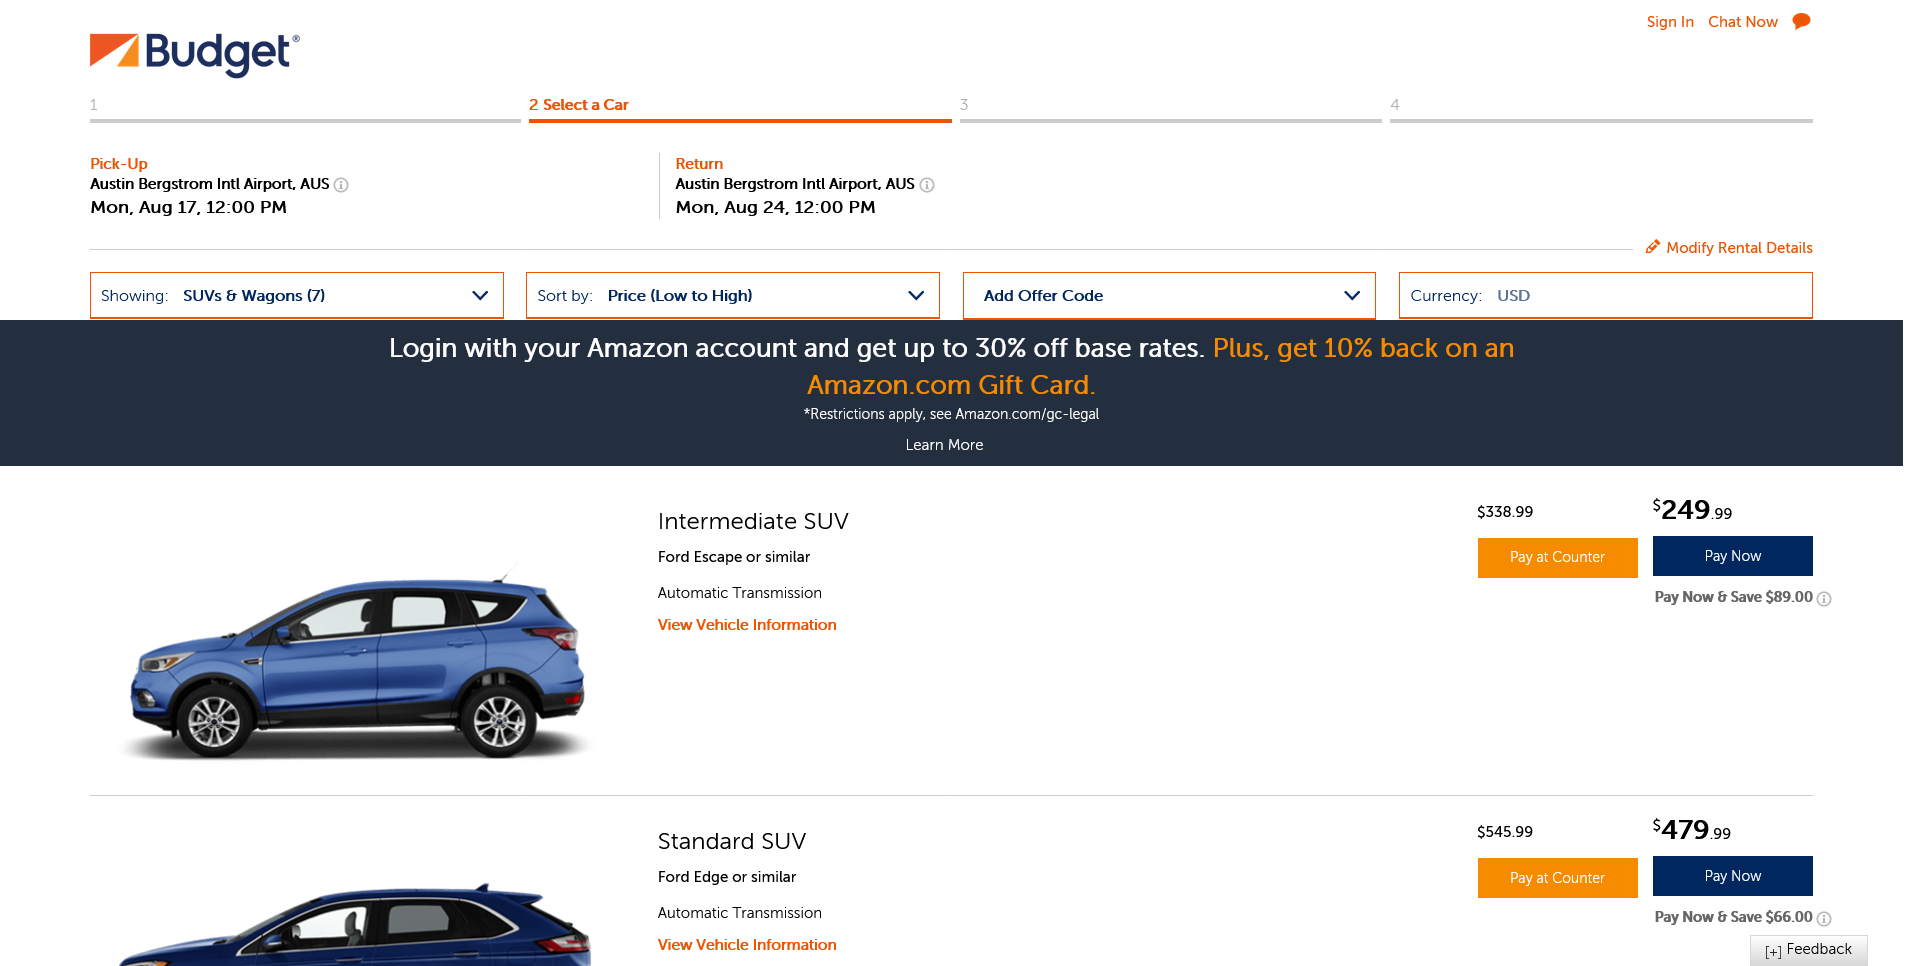 Sign In Chat Now
Budget®
1
2 Select a Car
3
4
Pick-Up
Austin Bergstrom Intl Airport, AUS
Mon, Aug 17, 12:00 PM
Return
Austin Bergstrom Intl Airport, AUS
Mon, Aug 24, 12:00 PM
Modify Rental Details
Showing: SUVs & Wagons (7)
Sort by: Price (Low to High)
Add Offer Code
Currency: USD
Login with your Amazon account and get up to 30% off base rates. Plus, get 10% back on an
Amazon.com Gift Card.
*Restrictions apply, see Amazon.com/gc-legal
Learn More
Intermediate SUV
Ford Escape or similar
Automatic Transmission
View Vehicle Information
$338.99
Pay at Counter
$249.99
Pay Now
Pay Now & Save $89.00
Standard SUV
Ford Edge or similar
Automatic Transmission
View Vehicle Information
$545.99
Pay at Counter
$479.99
Pay Now
Pay Now & Save $66.00
[+] Feedback